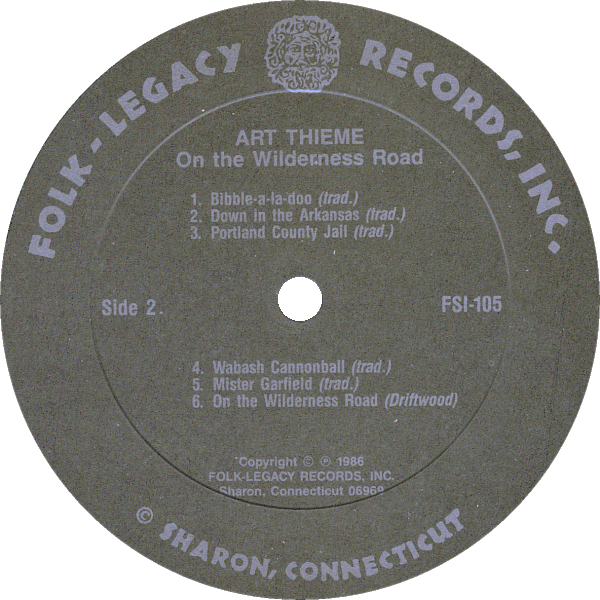 FOLK-LEGACY RECORDS, INC.
ART THIEME
On the Wilderness Road
1. Bibble-a-la-doo (trad.)
2. Down in the Arkansas (trad.)
3. Portland County Jail (trad.)
Side 2.
FSI-105
4. Wabash Cannonball (trad.)
5. Mister Garfield (trad.)
6. On the Wilderness Road (Driftwood)
Copyright © ℗ 1986
FOLK-LEGACY RECORDS, INC.
Sharon, Connecticut 06969
© SHARON, CONNECTICUT